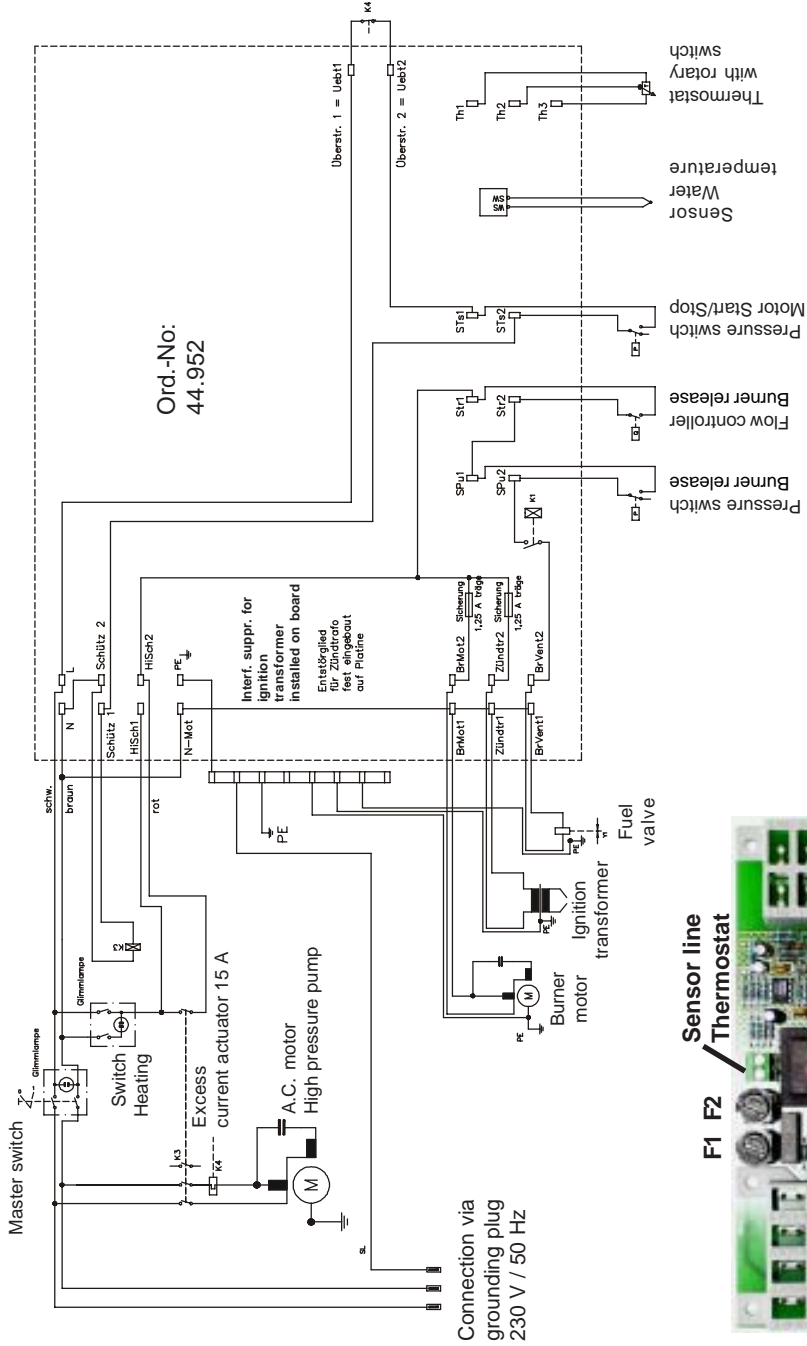 Master switch
Glimmlampe
Switch
Heating
Glimmlampe
K3
Excess
current actuator 15 A
K3
K4
A.C. motor
High pressure pump
M
SL
Connection via
grounding plug
230 V / 50 Hz
schw.
braun
rot
N
L
Schütz 1
Schütz 2
HiSch1
HiSch2
N-Mot
PE
PE
Interf. suppr. for
ignition
transformer
installed on board
Entstörglied
für Zündtrafo
fest eingebaut
auf Platine
Ord.-No:
44.952
K4
Überstr. 1 = Uebt1
Überstr. 2 = Uebt2
BrMot1
BrMot2
Sicherung
1,25 A träge
Zündtr1
Zündtr2
Sicherung
1,25 A träge
BrVent1
BrVent2
K1
SPu1
SPu2
Str1
Str2
STs1
STs2
WS
SW
Th1
Th2
Th3
PE
M
Burner
motor
PE
Ignition
transformer
PE
Y1
Fuel
valve
P
Pressure switch
Burner release
Q
Flow controller
Burner release
P
Pressure switch
Motor Start/Stop
Sensor
Water
temperature
Thermostat
with rotary
switch
F1 F2
Sensor line
Thermostat